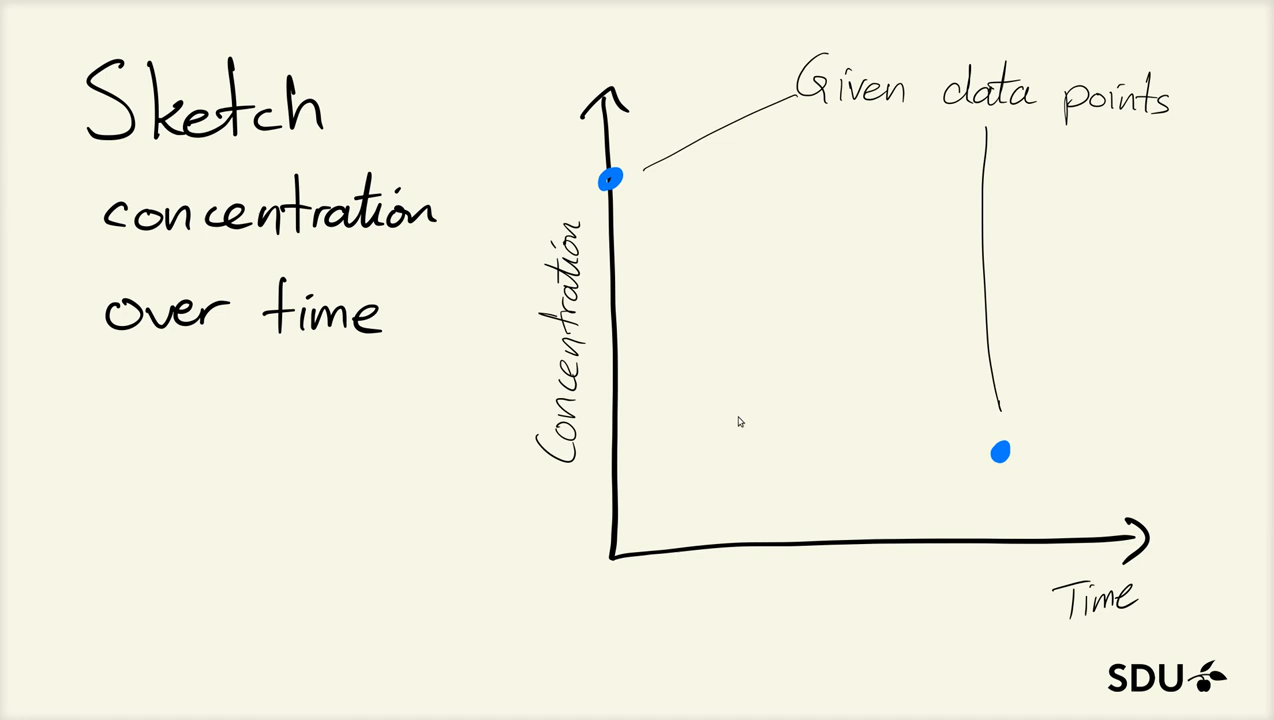 Sketch
concentration
over time
Given data points
Concentration
Time
SDU